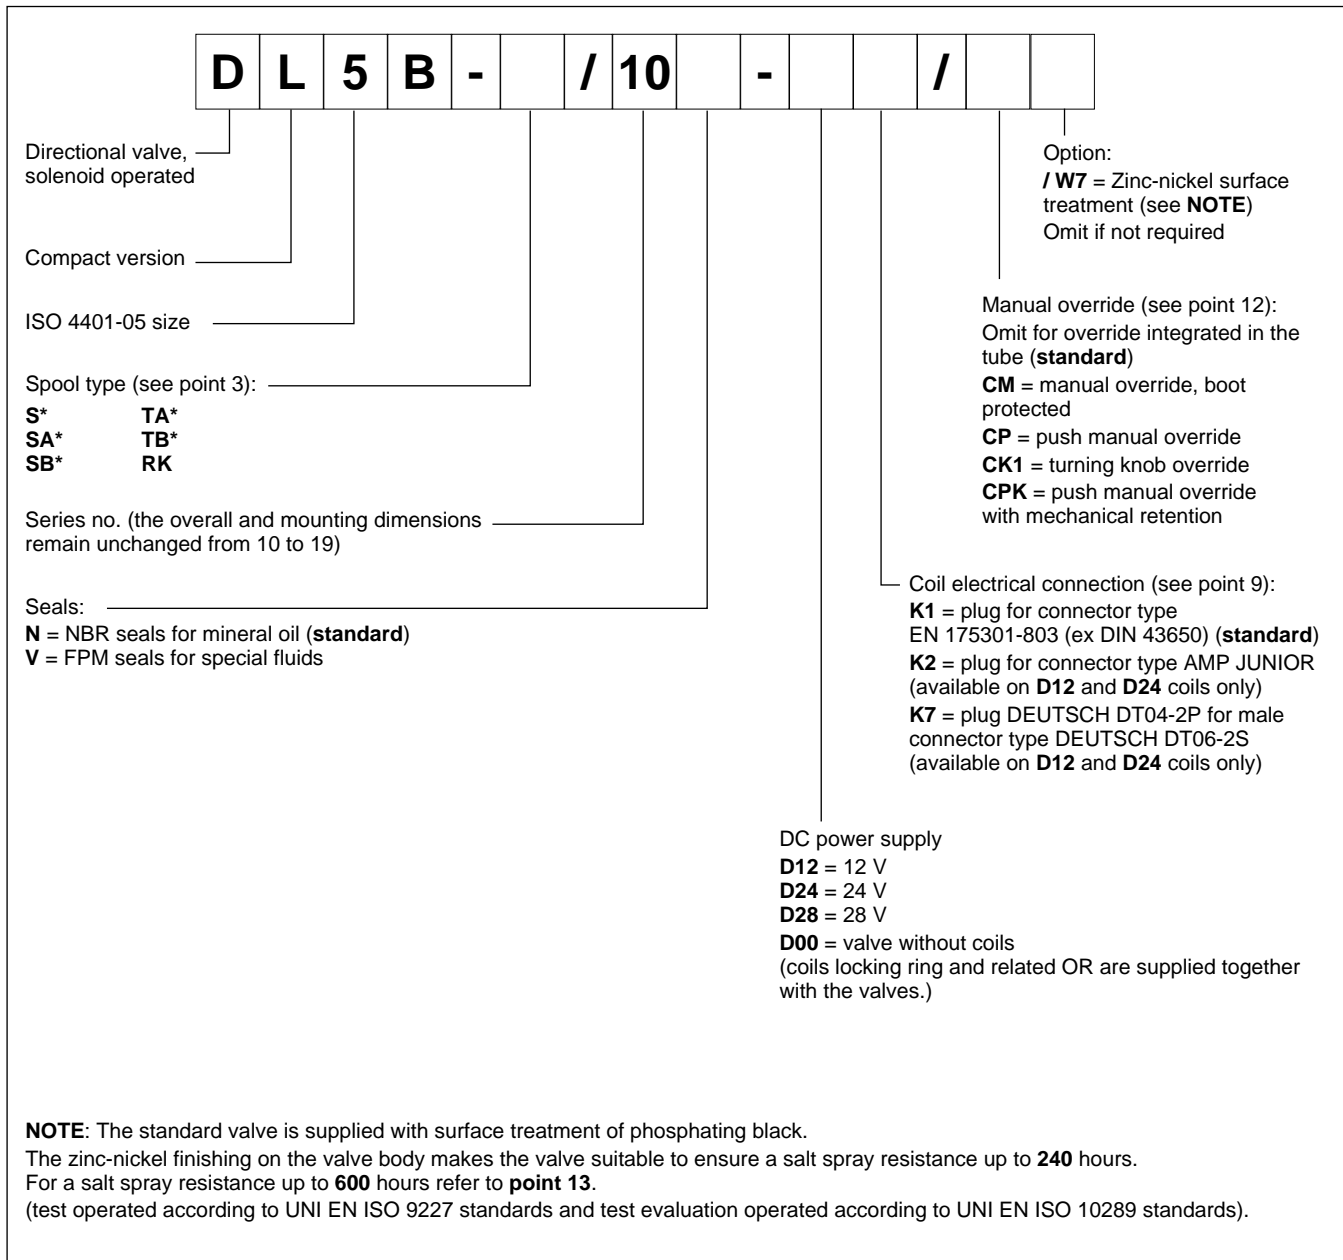 D L 5 B - / 10 - /
Directional valve,
solenoid operated
Compact version
ISO 4401-05 size
Spool type (see point 3):
S* TA*
SA* TB*
SB* RK
Series no. (the overall and mounting dimensions
remain unchanged from 10 to 19)
Seals:
N = NBR seals for mineral oil (standard)
V = FPM seals for special fluids
Option:
/ W7 = Zinc-nickel surface
treatment (see NOTE)
Omit if not required
Manual override (see point 12):
Omit for override integrated in the
tube (standard)
CM = manual override, boot
protected
CP = push manual override
CK1 = turning knob override
CPK = push manual override
with mechanical retention
Coil electrical connection (see point 9):
K1 = plug for connector type
EN 175301-803 (ex DIN 43650) (standard)
K2 = plug for connector type AMP JUNIOR
(available on D12 and D24 coils only)
K7 = plug DEUTSCH DT04-2P for male
connector type DEUTSCH DT06-2S
(available on D12 and D24 coils only)
DC power supply
D12 = 12 V
D24 = 24 V
D28 = 28 V
D00 = valve without coils
(coils locking ring and related OR are supplied together
with the valves.)
NOTE: The standard valve is supplied with surface treatment of phosphating black.
The zinc-nickel finishing on the valve body makes the valve suitable to ensure a salt spray resistance up to 240 hours.
For a salt spray resistance up to 600 hours refer to point 13.
(test operated according to UNI EN ISO 9227 standards and test evaluation operated according to UNI EN ISO 10289 standards).